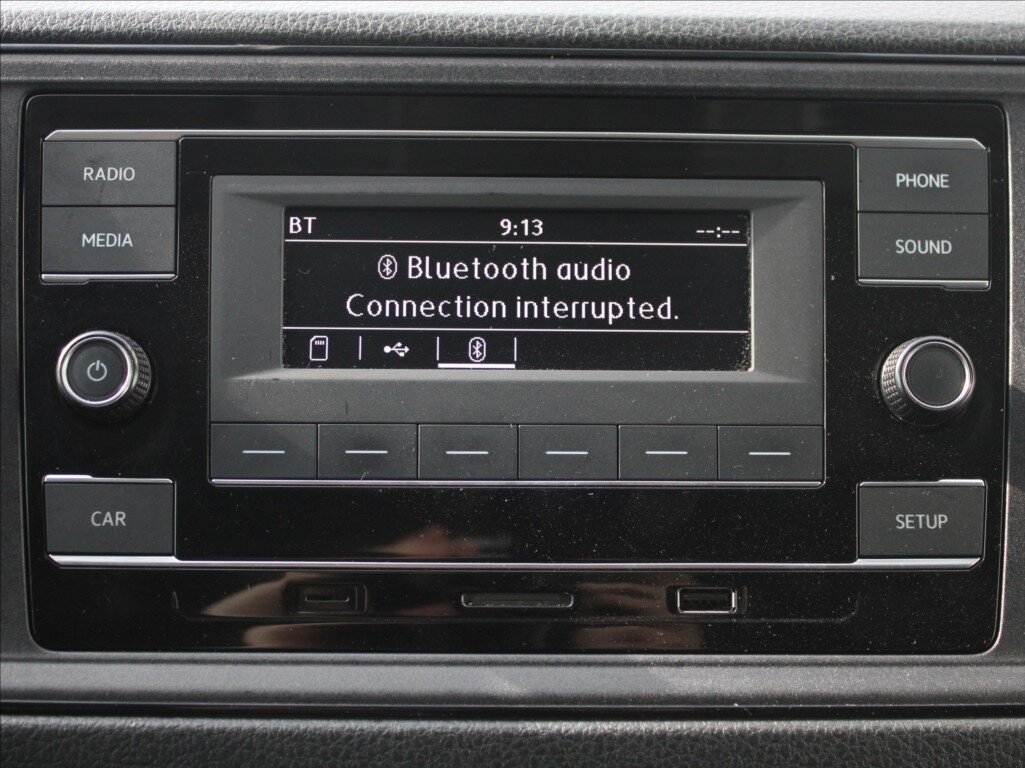 RADIO
MEDIA
PHONE
SOUND
BT 9:13 --:--
Bluetooth audio
Connection interrupted.
CAR
SETUP